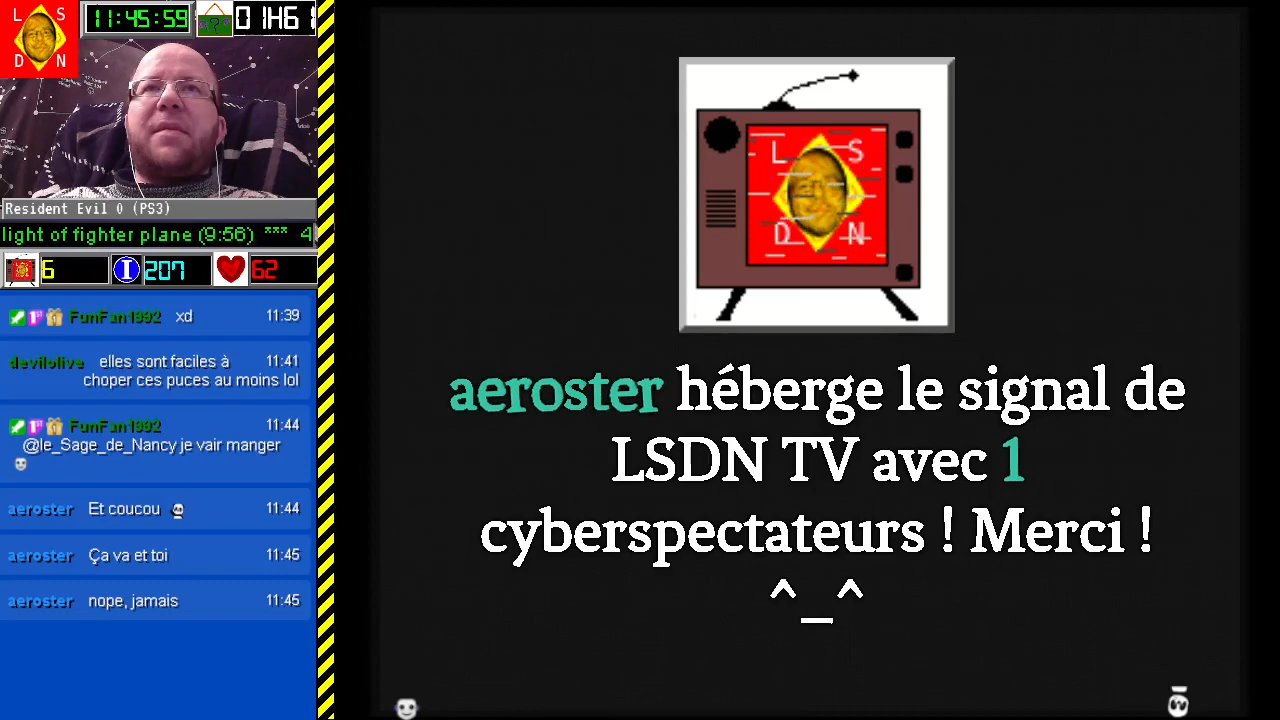 L S
D N
11:45:59
01H61
Resident Evil 0 (PS3)
light of fighter plane (9:56) *** 4
6
207
62
FunFan1992 xd 11:39
devilolive elles sont faciles à 11:41
choper ces puces au moins lol
FunFan1992 11:44
@le_Sage_de_Nancy je vair manger
aeroster Et coucou 11:44
aeroster Ça va et toi 11:45
aeroster nope, jamais 11:45
L S
D N
aeroster héberge le signal de
LSDN TV avec 1
cyberspectateurs ! Merci !
^_^